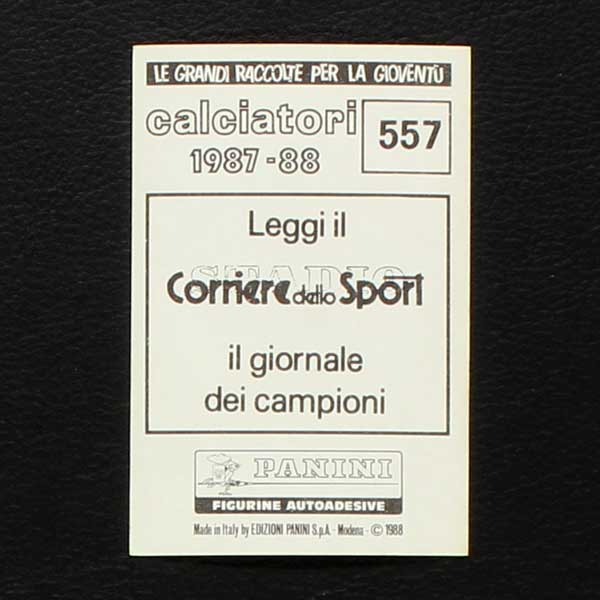 LE GRANDI RACCOLTE PER LA GIOVENTÙ
calciatori
1987-88
557
Leggi il
STADIO
Corriere dello Sport
il giornale
dei campioni
PANINI
FIGURINE AUTOADESIVE
Made in Italy by EDIZIONI PANINI S.p.A. - Modena - © 1988